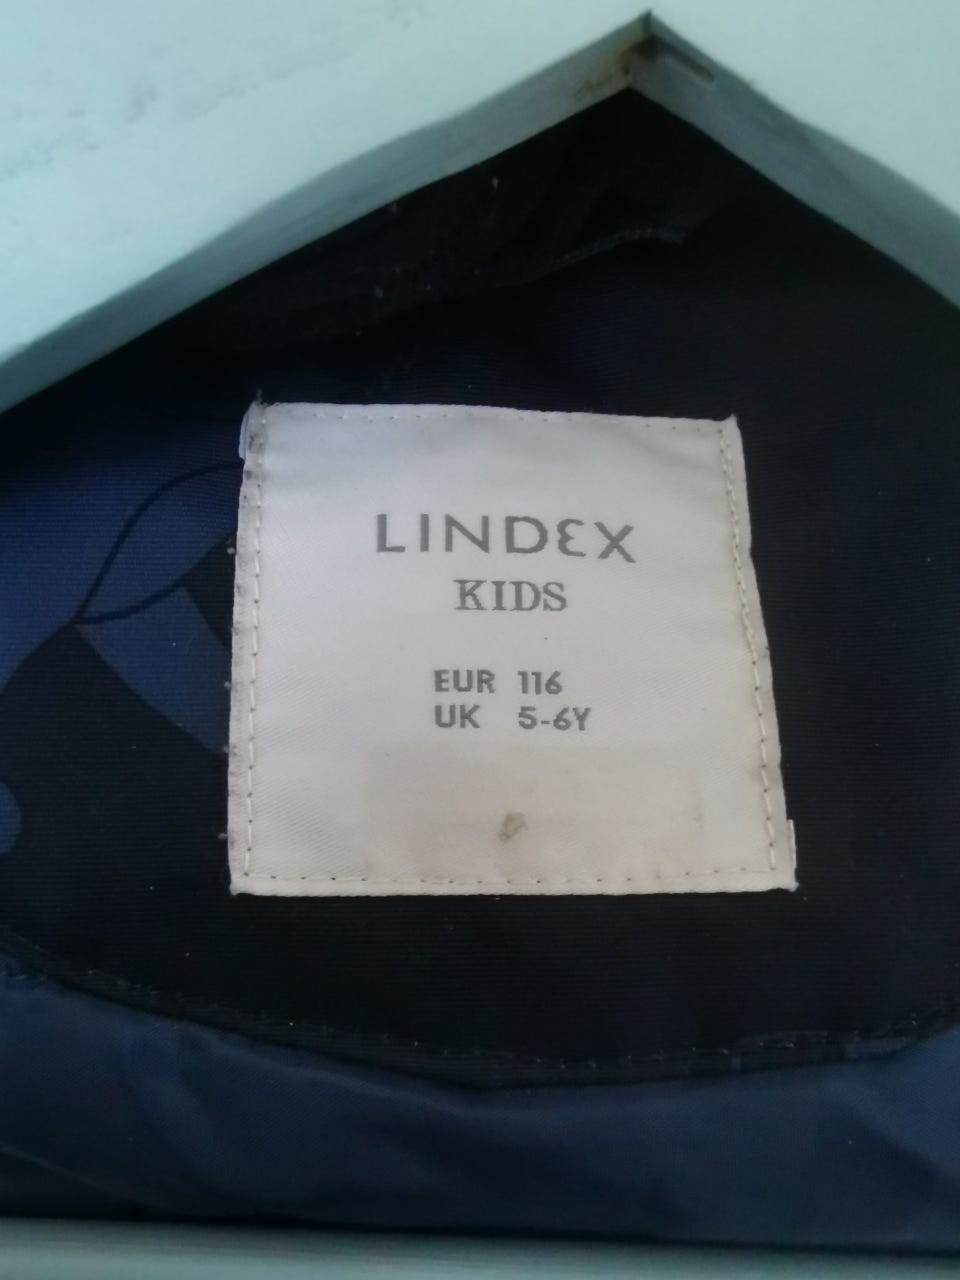 LINDEX
KIDS
EUR 116
UK 5-6Y